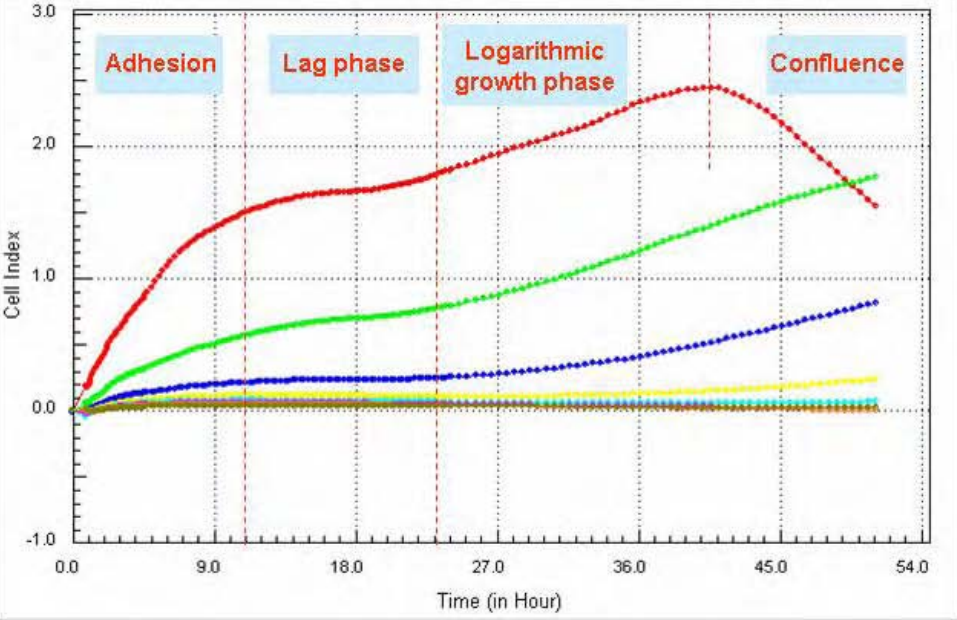 3.0
Adhesion
Lag phase
Logarithmic
growth phase
Confluence
2.0
1.0
0.0
-1.0
Cell Index
0.0 9.0 18.0 27.0 36.0 45.0 54.0
Time (in Hour)